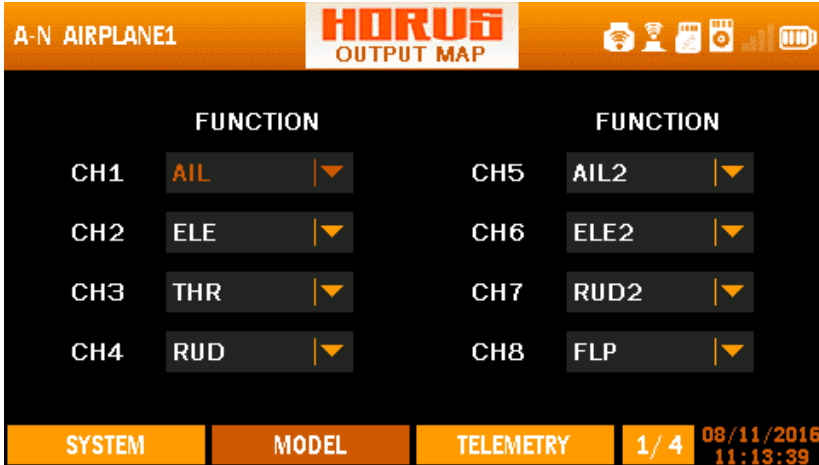 A-N AIRPLANE1
HORUS
OUTPUT MAP
FUNCTION FUNCTION
CH1 AIL CH5 AIL2
CH2 ELE CH6 ELE2
CH3 THR CH7 RUD2
CH4 RUD CH8 FLP
SYSTEM MODEL TELEMETRY 1/4 08/11/2016
11:13:39